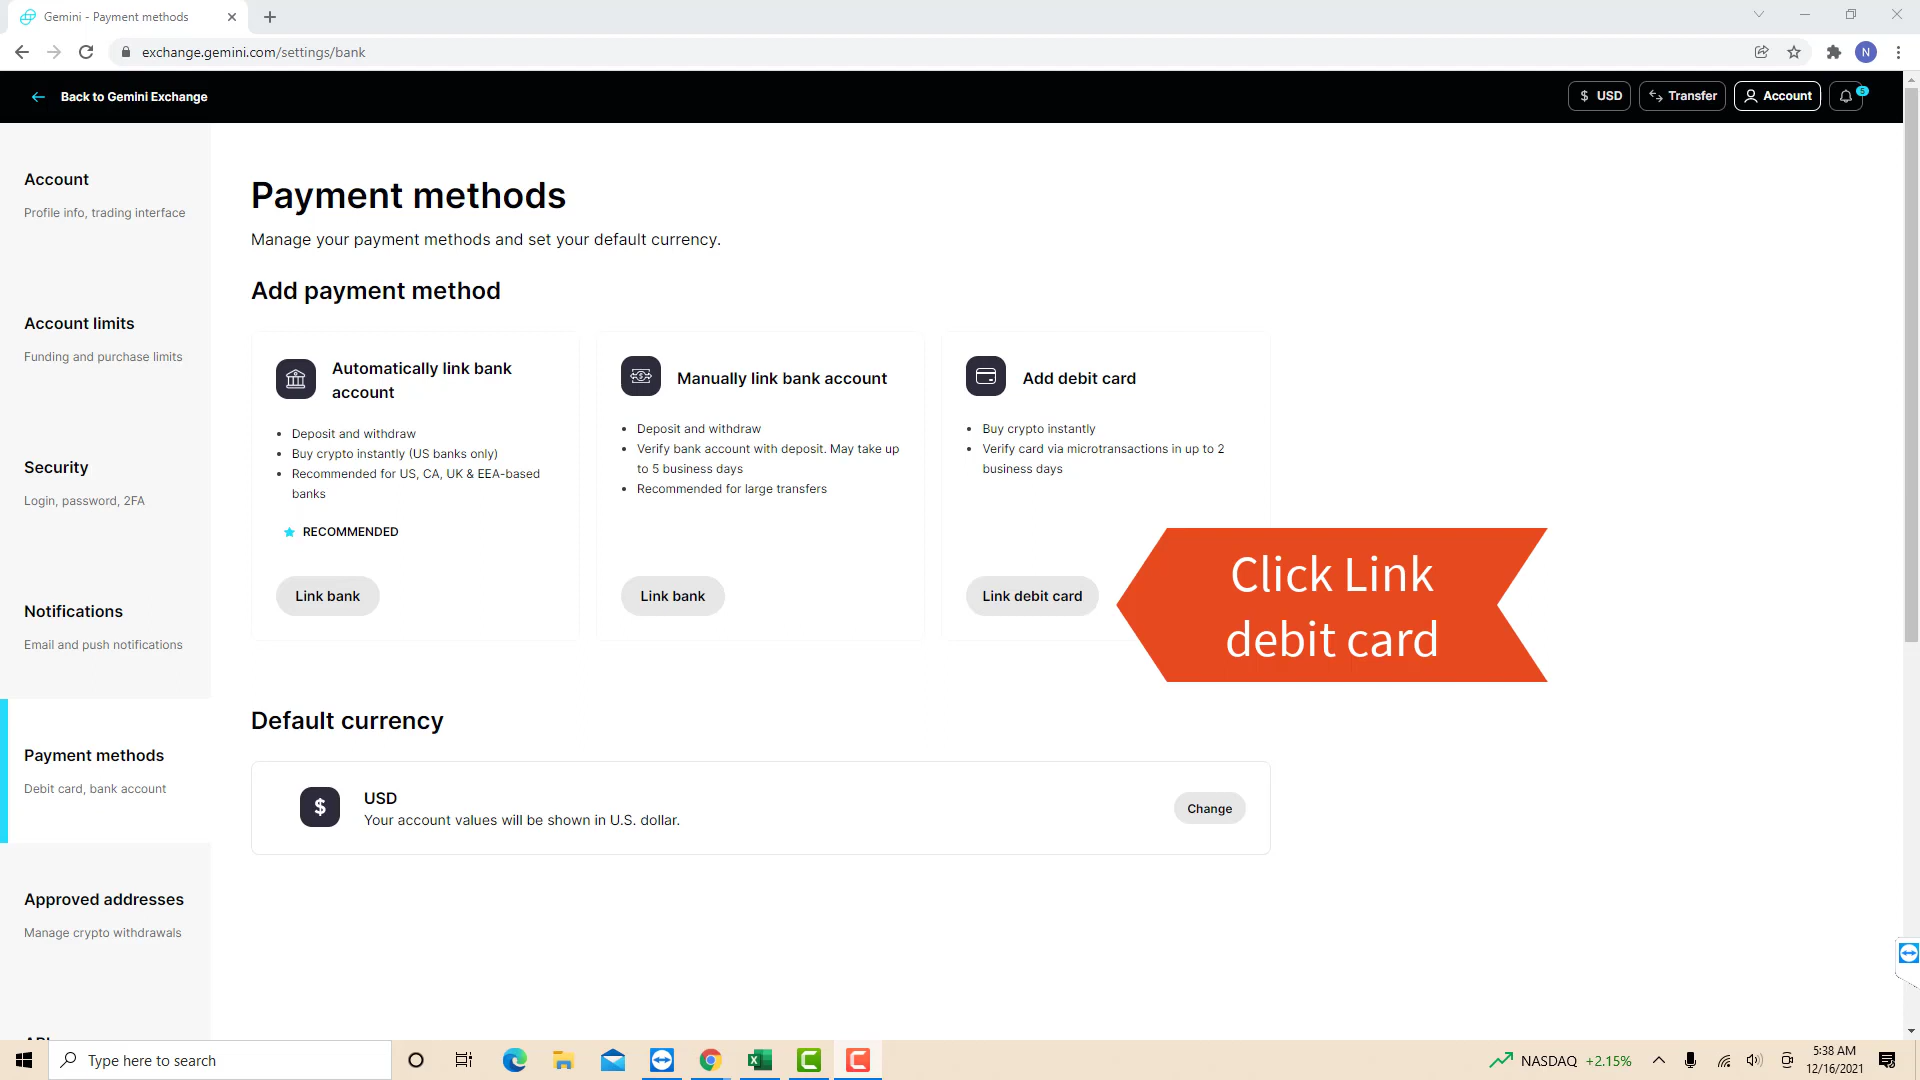 Gemini - Payment methods
exchange.gemini.com/settings/bank
N
Back to Gemini Exchange
$ USD
Transfer
Account
5
Account
Profile info, trading interface
Account limits
Funding and purchase limits
Security
Login, password, 2FA
Notifications
Email and push notifications
Payment methods
Debit card, bank account
Approved addresses
Manage crypto withdrawals
Payment methods
Manage your payment methods and set your default currency.
Add payment method
Automatically link bank
account
• Deposit and withdraw
• Buy crypto instantly (US banks only)
• Recommended for US, CA, UK & EEA-based
banks
RECOMMENDED
Link bank
Manually link bank account
• Deposit and withdraw
• Verify bank account with deposit. May take up
to 5 business days
• Recommended for large transfers
Link bank
Add debit card
• Buy crypto instantly
• Verify card via microtransactions in up to 2
business days
Link debit card
Click Link
debit card
Default currency
$
USD
Your account values will be shown in U.S. dollar.
Change
Type here to search
NASDAQ +2.15%
5:38 AM
12/16/2021